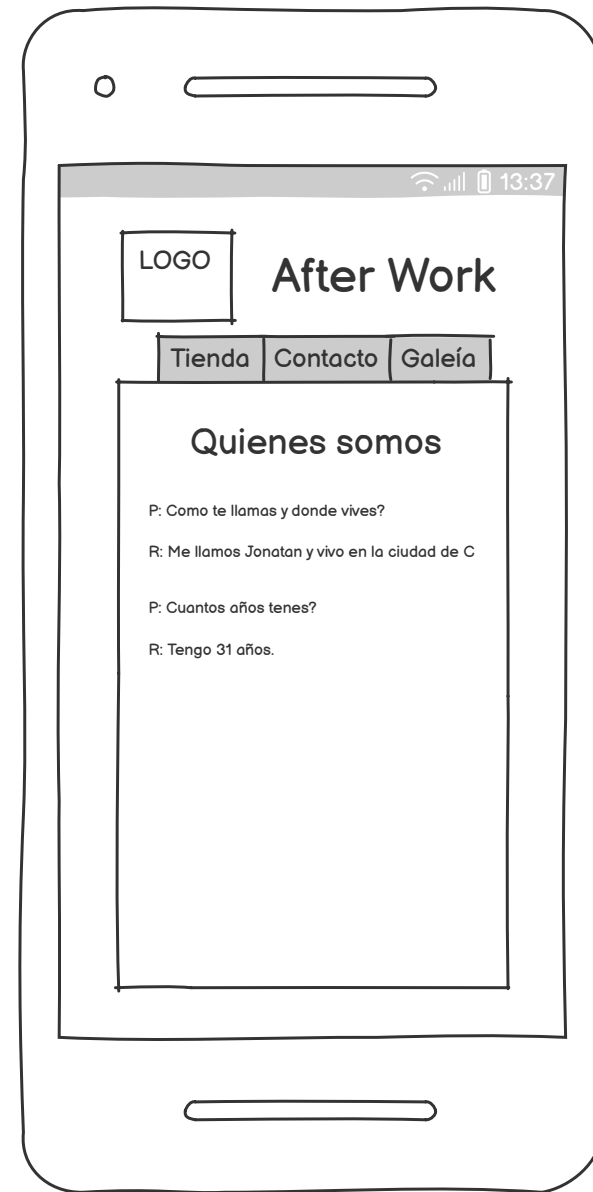 13:37
LOGO
After Work
Tienda Contacto Galeía
Quienes somos
P: Como te llamas y donde vives?
R: Me llamos Jonatan y vivo en la ciudad de C
P: Cuantos años tenes?
R: Tengo 31 años.